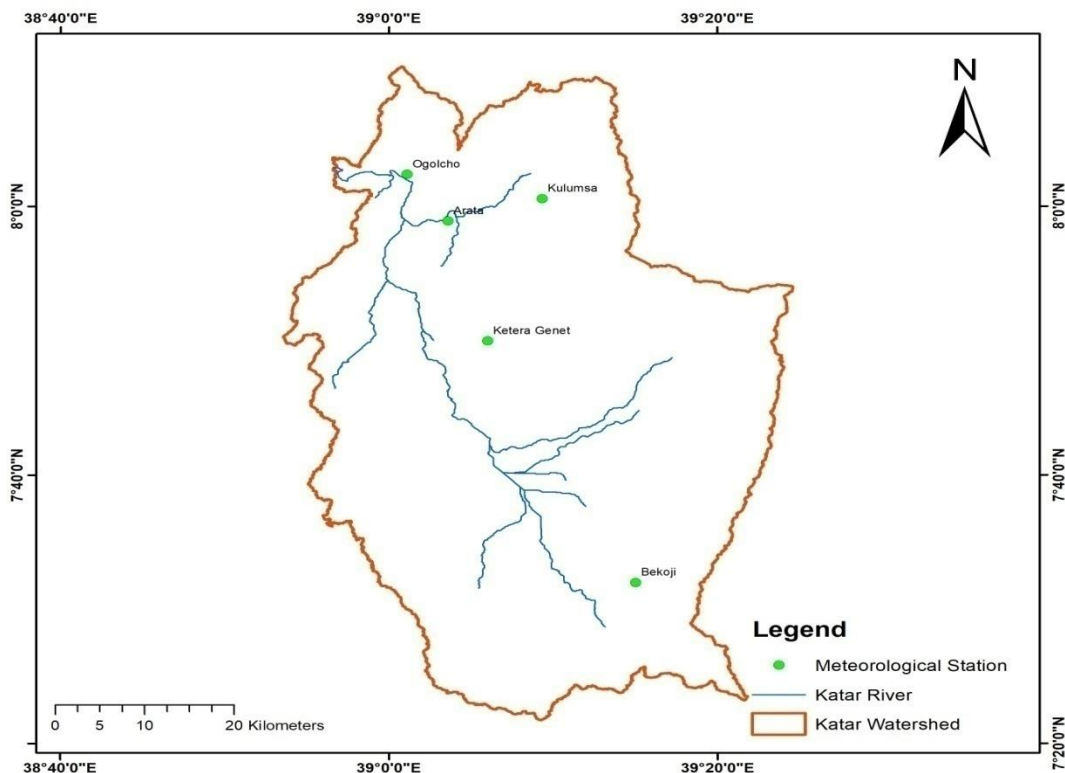 38°40'0"E 39°0'0"E 39°20'0"E
N
Ogolcho
Kulumsa
8°0'0"N 8°0'0"N
Arata
Ketera Genet
7°40'0"N 7°40'0"N
Bekoji
Legend
Meteorological Station
Katar River
0 5 10 20 Kilometers
Katar Watershed
7°20'0"N
38°40'0"E 39°0'0"E 39°20'0"E